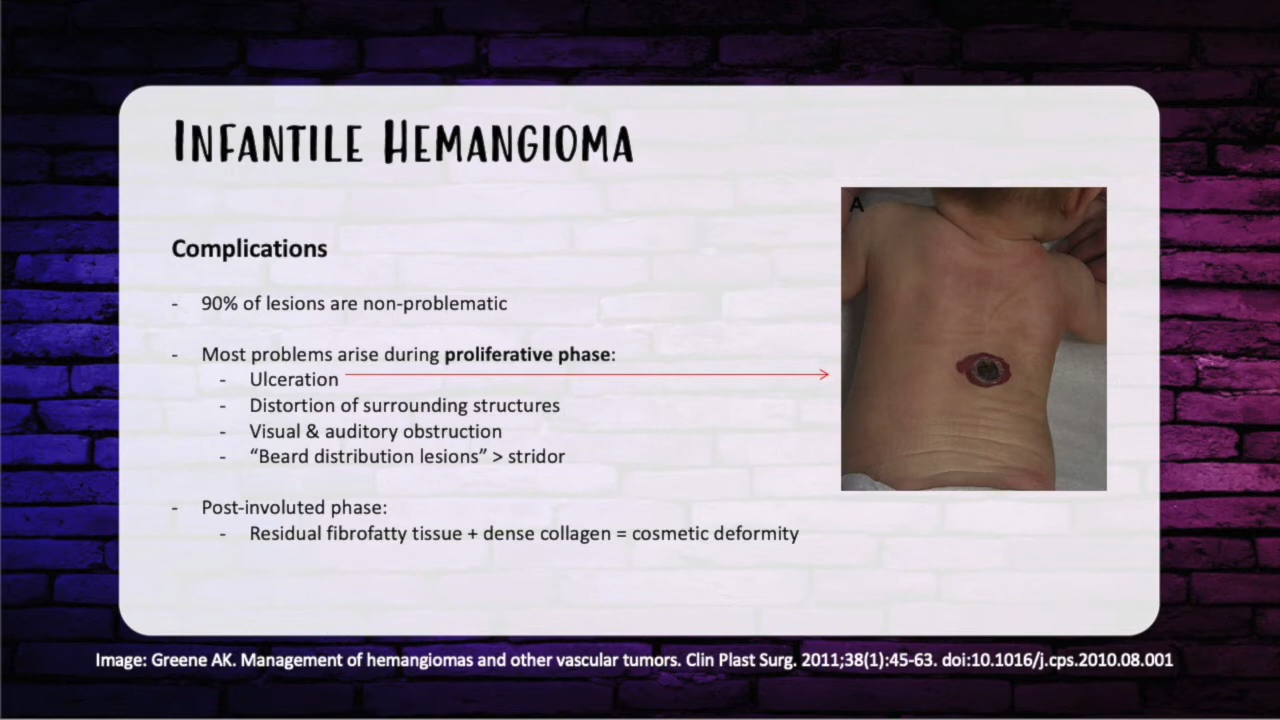 INFANTILE HEMANGIOMA
Complications
- 90% of lesions are non-problematic
- Most problems arise during proliferative phase:
- Ulceration
- Distortion of surrounding structures
- Visual & auditory obstruction
- “Beard distribution lesions” > stridor
- Post-involuted phase:
- Residual fibrofatty tissue + dense collagen = cosmetic deformity
A
Image: Greene AK. Management of hemangiomas and other vascular tumors. Clin Plast Surg. 2011;38(1):45-63. doi:10.1016/j.cps.2010.08.001